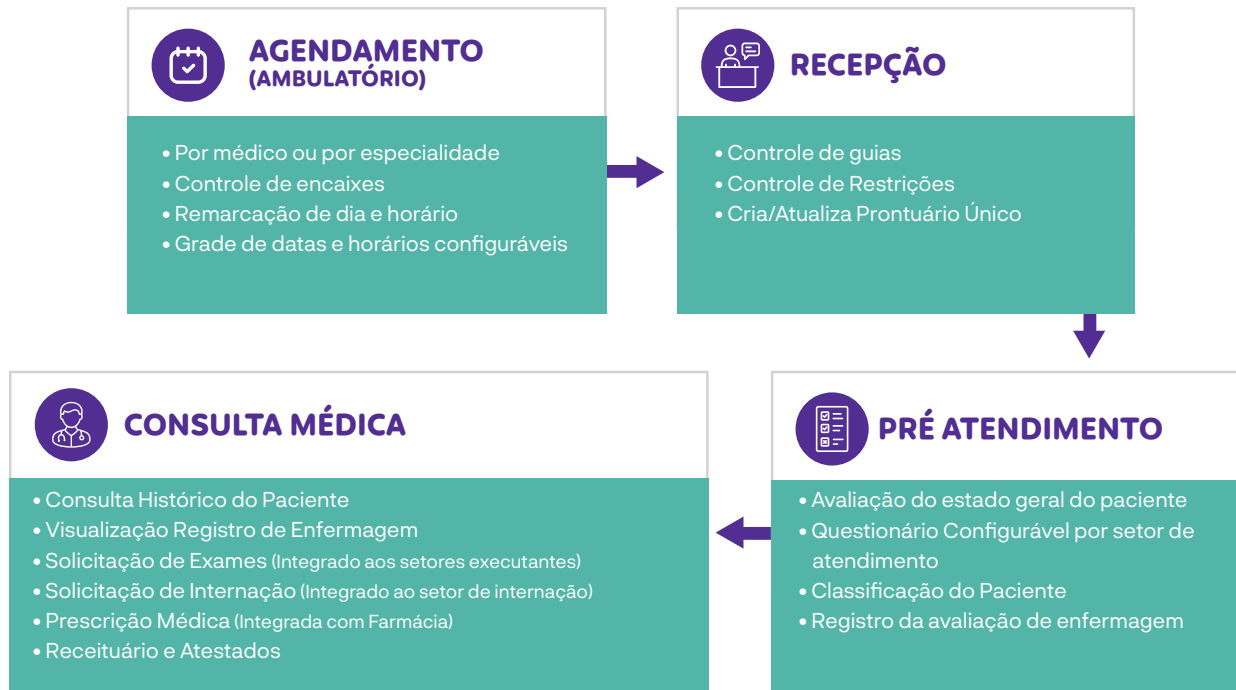 AGENDAMENTO
(AMBULATÓRIO)
• Por médico ou por especialidade
• Controle de encaixes
• Remarcação de dia e horário
• Grade de datas e horários configuráveis
RECEPÇÃO
• Controle de guias
• Controle de Restrições
• Cria/Atualiza Prontuário Único
PRÉ ATENDIMENTO
• Avaliação do estado geral do paciente
• Questionário Configurável por setor de
atendimento
• Classificação do Paciente
• Registro da avaliação de enfermagem
CONSULTA MÉDICA
• Consulta Histórico do Paciente
• Visualização Registro de Enfermagem
• Solicitação de Exames (Integrado aos setores executantes)
• Solicitação de Internação (Integrado ao setor de internação)
• Prescrição Médica (Integrada com Farmácia)
• Receituário e Atestados